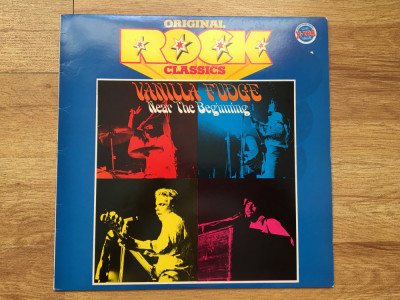 ORIGINAL
ROCK
CLASSICS
VANILLA FUDGE
Near The Beginning